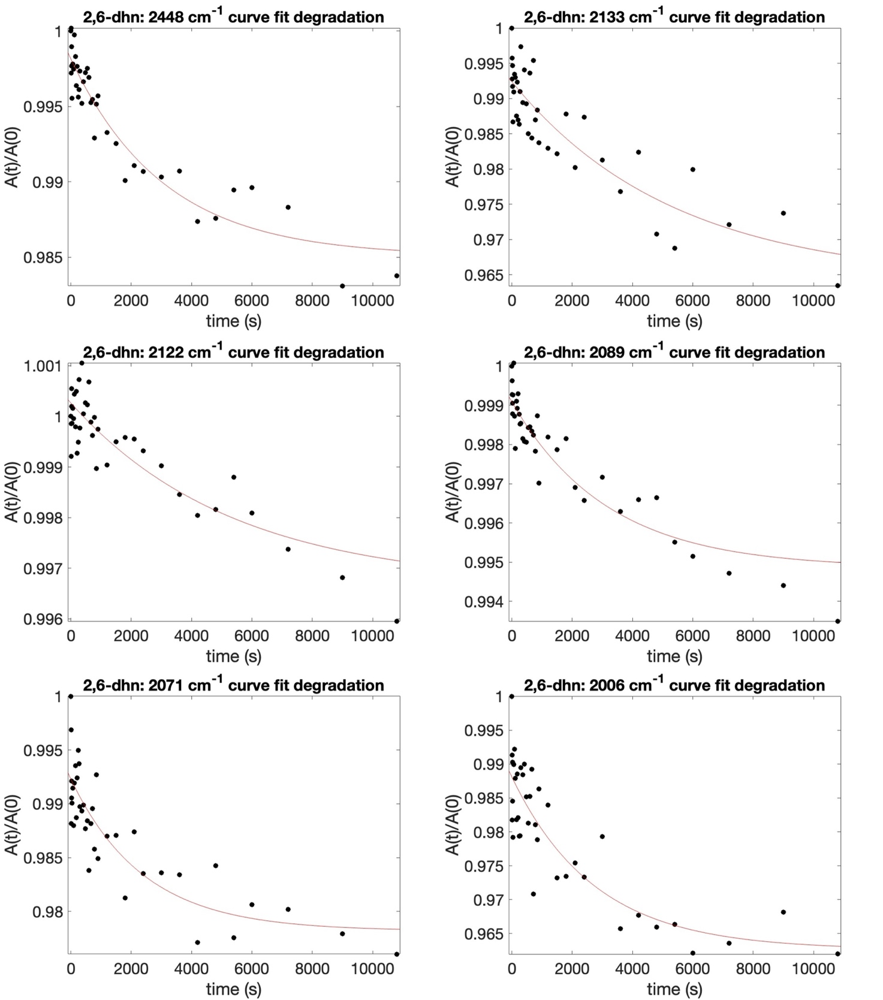 2,6-dhn: 2448 cm-1 curve fit degradation
1
0.995
0.99
0.985
A(t)/A(0)
0 2000 4000 6000 8000 10000
time (s)
2,6-dhn: 2133 cm-1 curve fit degradation
1
0.995
0.99
0.985
0.98
0.975
0.97
0.965
A(t)/A(0)
0 2000 4000 6000 8000 10000
time (s)
2,6-dhn: 2122 cm-1 curve fit degradation
1.001
1
0.999
0.998
0.997
0.996
A(t)/A(0)
0 2000 4000 6000 8000 10000
time (s)
2,6-dhn: 2089 cm-1 curve fit degradation
1
0.999
0.998
0.997
0.996
0.995
0.994
A(t)/A(0)
0 2000 4000 6000 8000 10000
time (s)
2,6-dhn: 2071 cm-1 curve fit degradation
1
0.995
0.99
0.985
0.98
A(t)/A(0)
0 2000 4000 6000 8000 10000
time (s)
2,6-dhn: 2006 cm-1 curve fit degradation
1
0.995
0.99
0.985
0.98
0.975
0.97
0.965
A(t)/A(0)
0 2000 4000 6000 8000 10000
time (s)